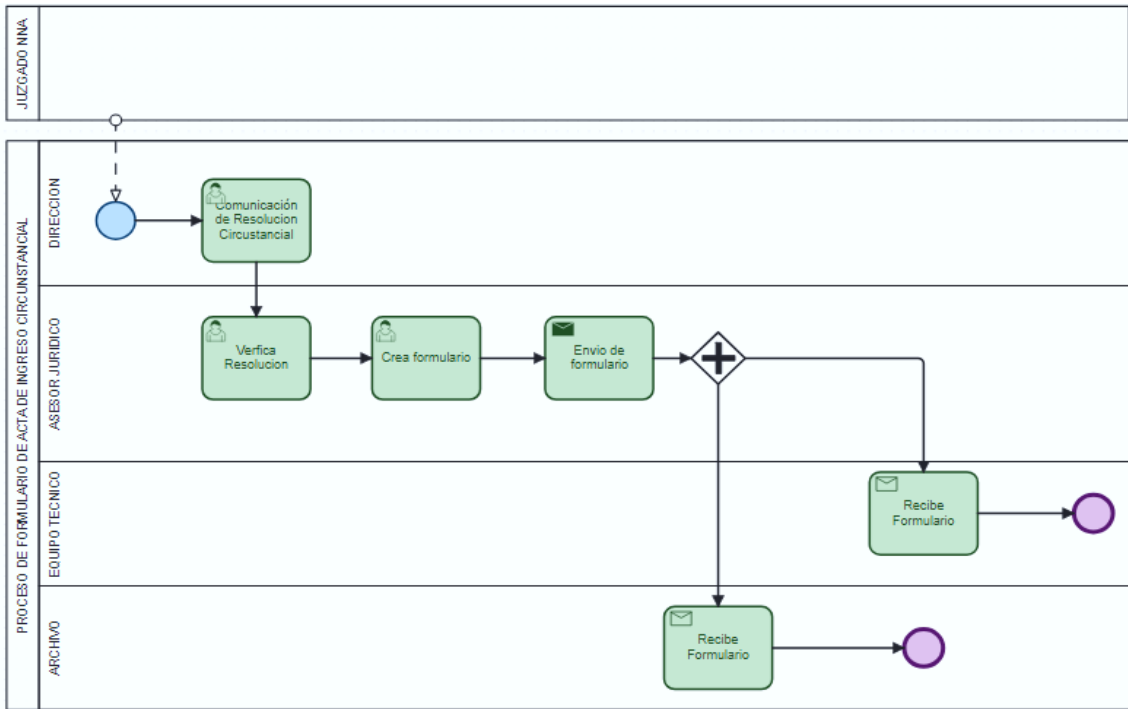 JUZGADO NNA
PROCESO DE FORMULARIO DE ACTA DE INGRESO CIRCUNSTANCIAL
DIRECCION
Comunicación
de Resolucion
Circustancial
ASESOR JURIDICO
Verfica
Resolucion
Crea formulario
Envio de
formulario
EQUIPO TECNICO
Recibe
Formulario
ARCHIVO
Recibe
Formulario